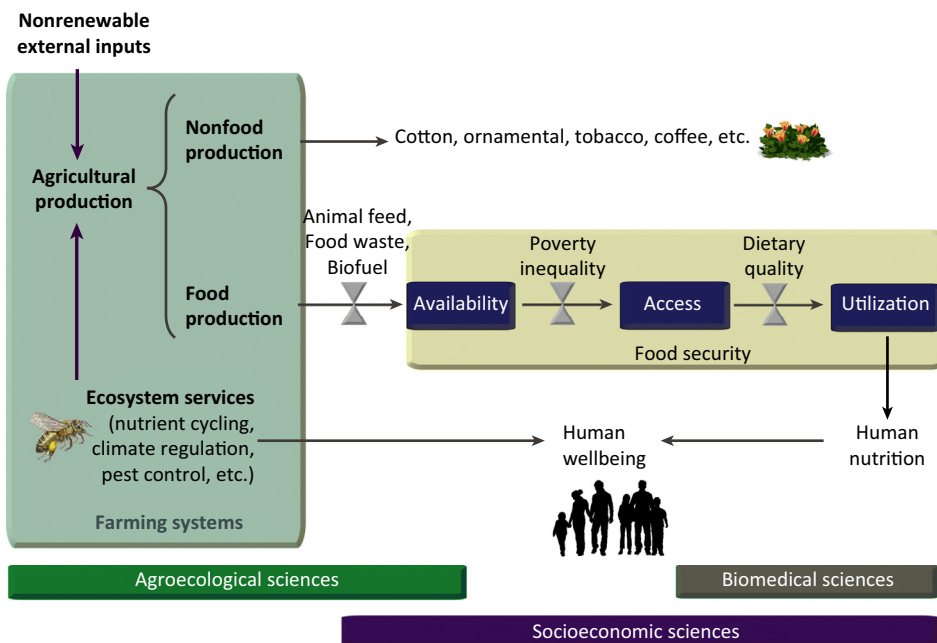 Nonrenewable
external inputs
Nonfood
production
Cotton, ornamental, tobacco, coffee, etc.
Agricultural
production
Animal feed,
Food waste,
Biofuel
Poverty
inequality
Dietary
quality
Food
production
Availability
Access
Utilization
Food security
Ecosystem services
(nutrient cycling,
climate regulation,
pest control, etc.)
Human
wellbeing
Human
nutrition
Farming systems
Agroecological sciences
Biomedical sciences
Socioeconomic sciences